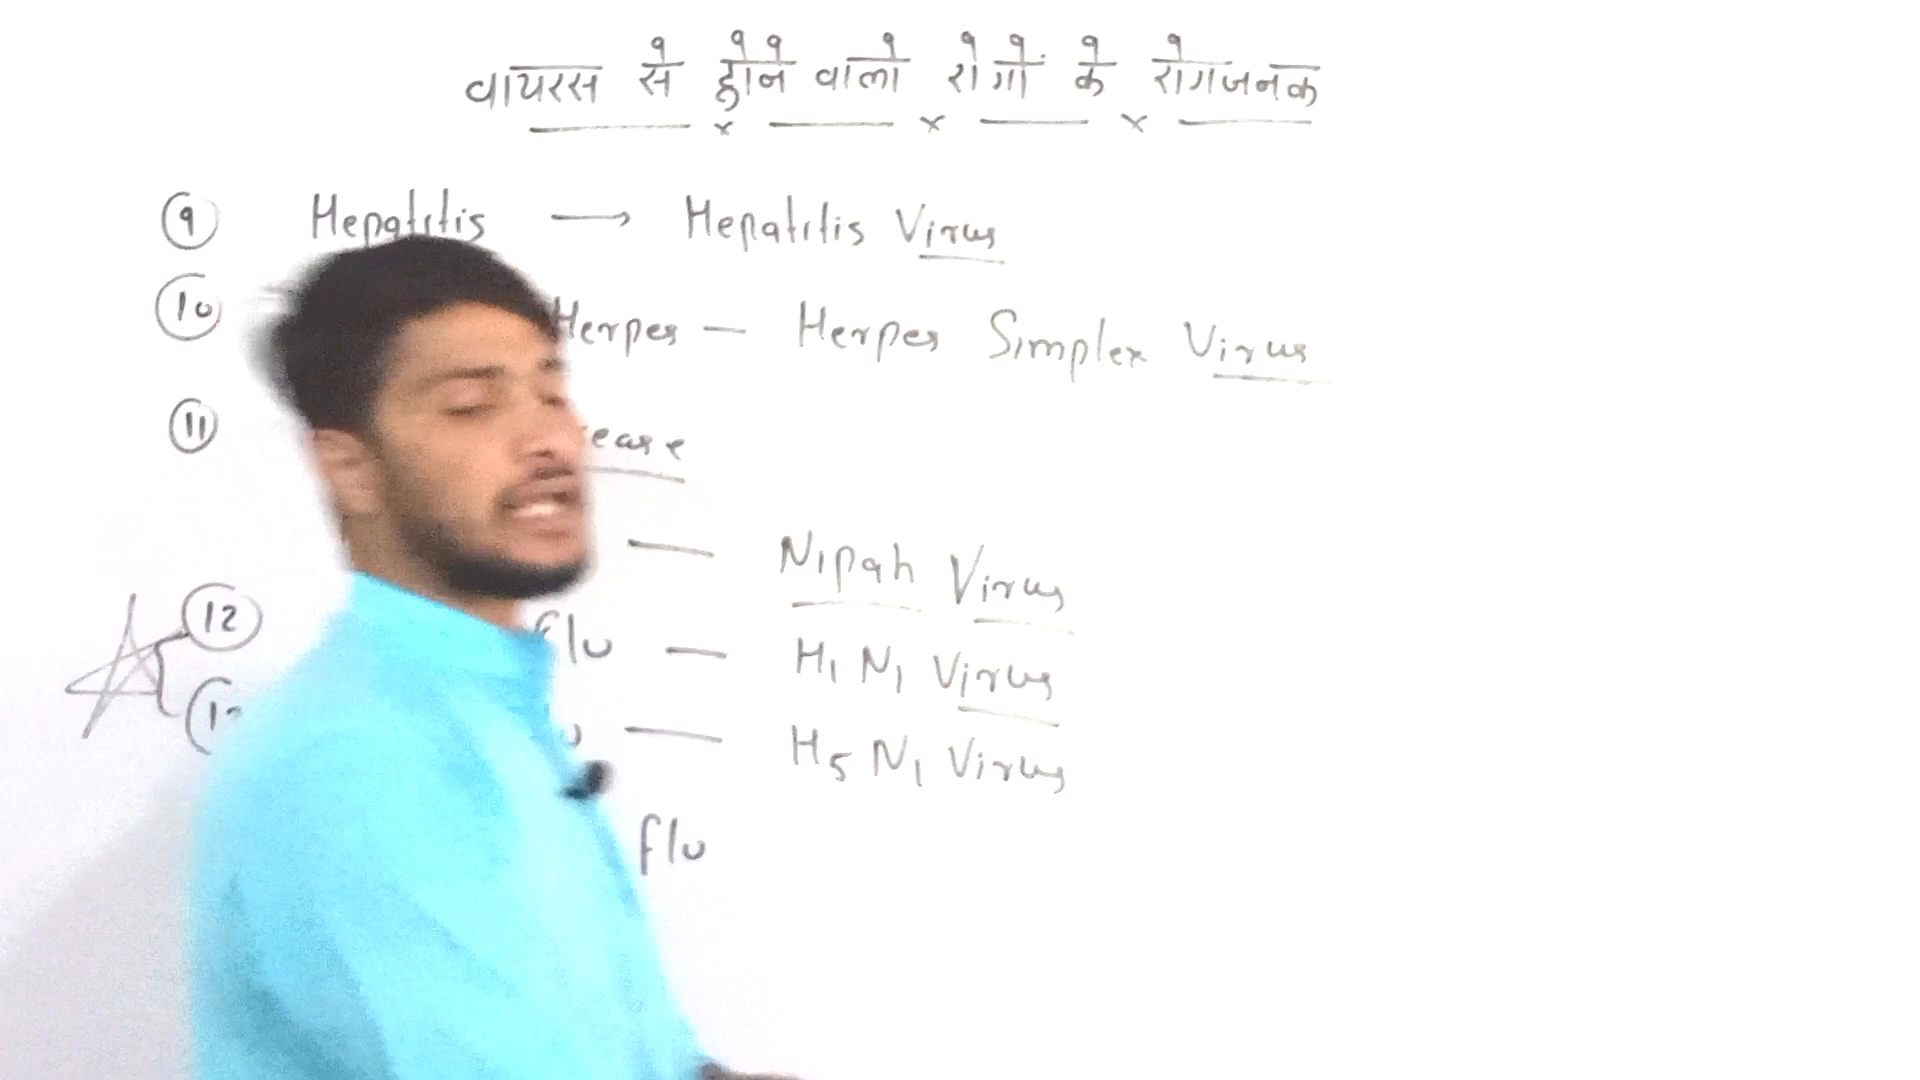 वायरस से होने वाले रोगों के रोगजनक
9 Hepatitis → Hepatitis Virus
10 Herpes — Herpes Simplex Virus
11
— Nipah Virus
12 flu — H1 N1 Virus
— H5 N1 Virus
flu